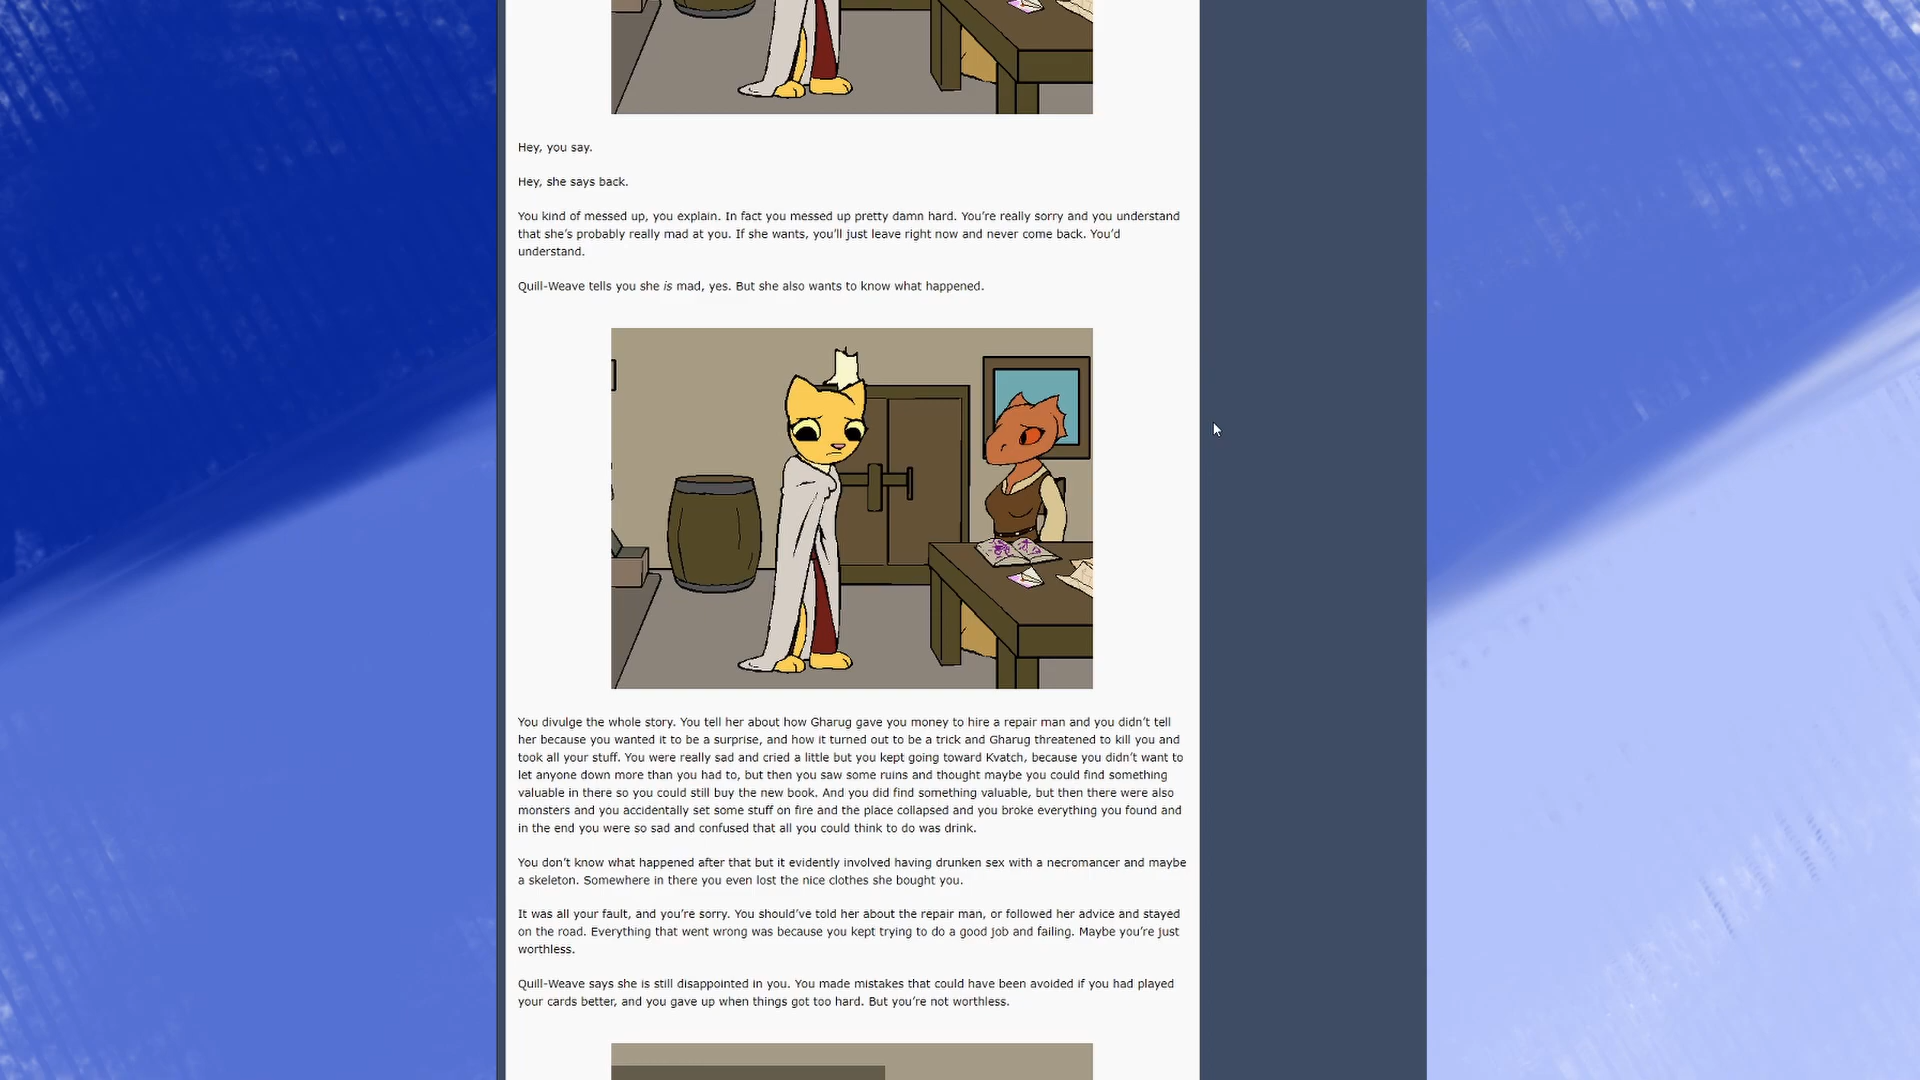 Hey, you say.
Hey, she says back.
You kind of messed up, you explain. In fact you messed up pretty damn hard. You’re really sorry and you understand
that she’s probably really mad at you. If she wants, you’ll just leave right now and never come back. You’d
understand.
Quill-Weave tells you she is mad, yes. But she also wants to know what happened.
You divulge the whole story. You tell her about how Gharug gave you money to hire a repair man and you didn’t tell
her because you wanted it to be a surprise, and how it turned out to be a trick and Gharug threatened to kill you and
took all your stuff. You were really sad and cried a little but you kept going toward Kvatch, because you didn’t want to
let anyone down more than you had to, but then you saw some ruins and thought maybe you could find something
valuable in there so you could still buy the new book. And you did find something valuable, but then there were also
monsters and you accidentally set some stuff on fire and the place collapsed and you broke everything you found and
in the end you were so sad and confused that all you could think to do was drink.
You don’t know what happened after that but it evidently involved having drunken sex with a necromancer and maybe
a skeleton. Somewhere in there you even lost the nice clothes she bought you.
It was all your fault, and you’re sorry. You should’ve told her about the repair man, or followed her advice and stayed
on the road. Everything that went wrong was because you kept trying to do a good job and failing. Maybe you’re just
worthless.
Quill-Weave says she is still disappointed in you. You made mistakes that could have been avoided if you had played
your cards better, and you gave up when things got too hard. But you’re not worthless.